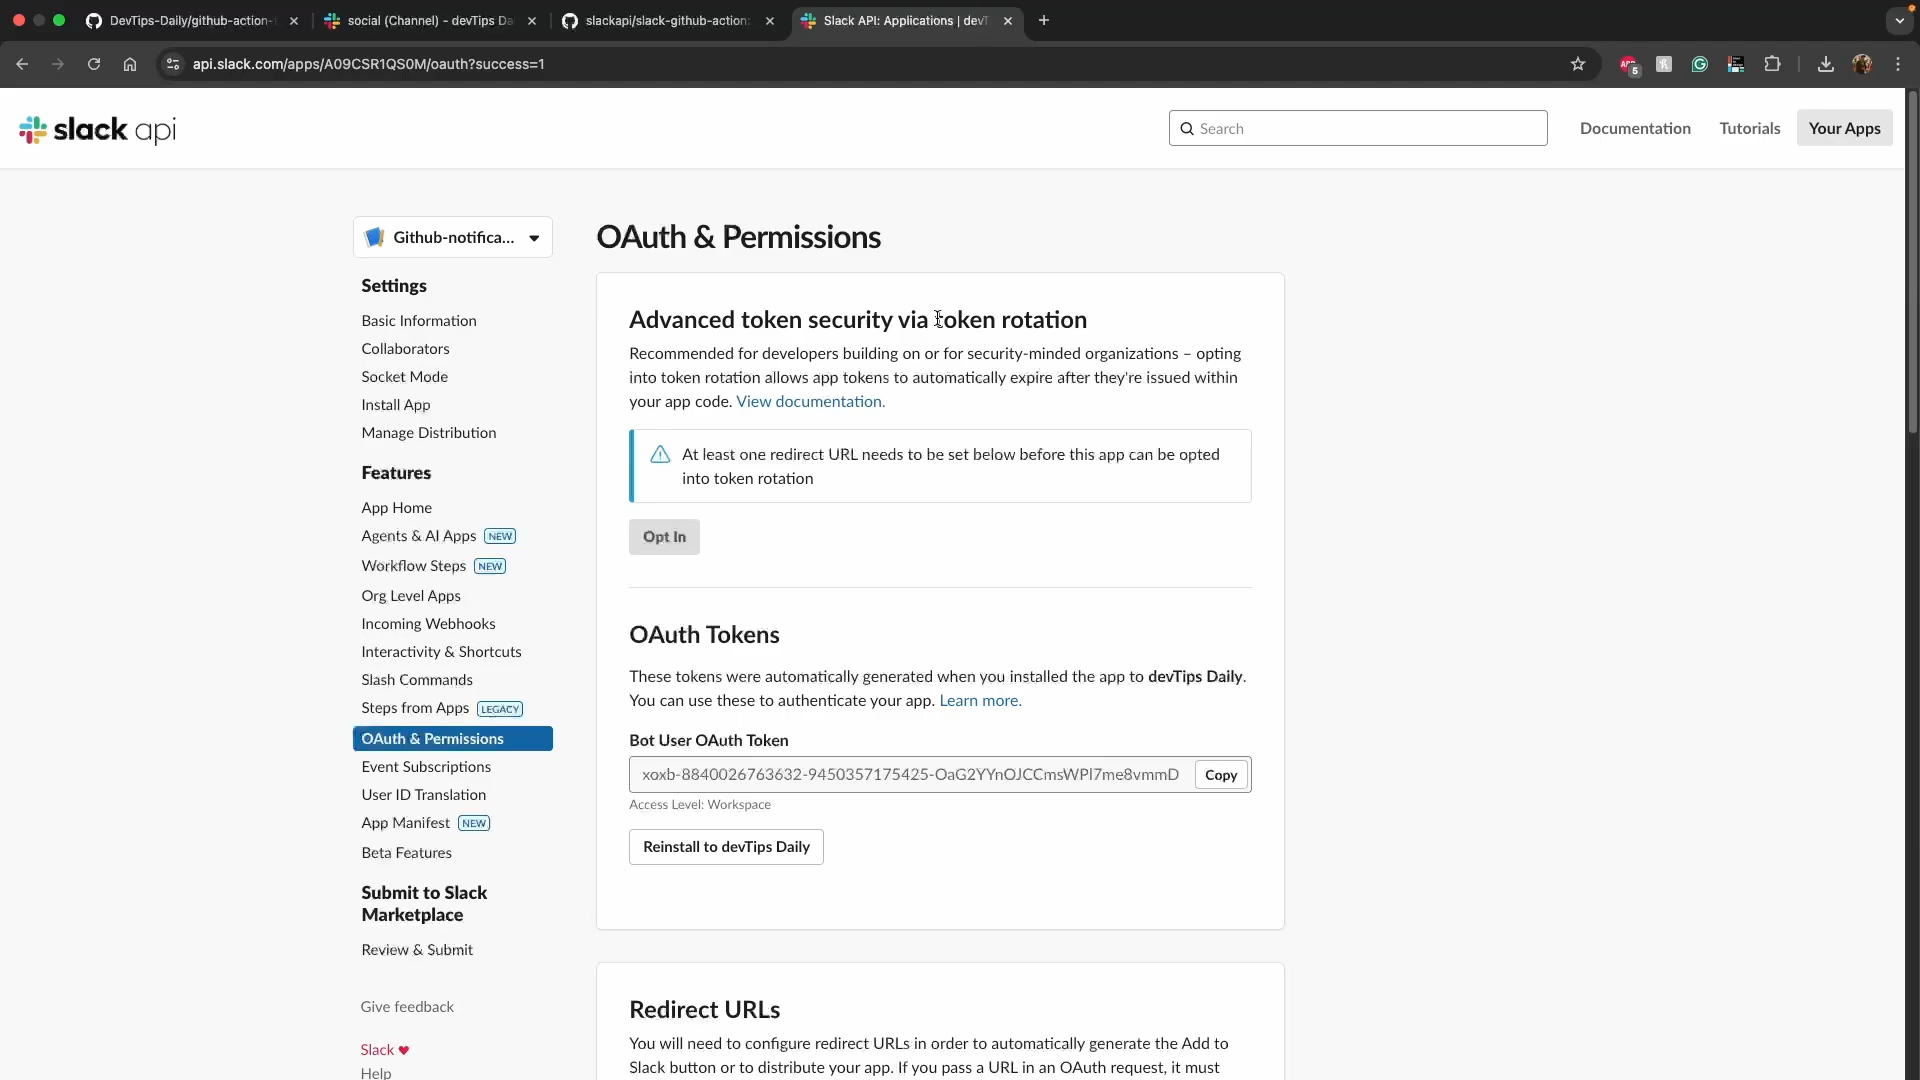 DevTips-Daily/github-action-
social (Channel) - devTips Da
slackapi/slack-github-action:
Slack API: Applications | devT
api.slack.com/apps/A09CSR1QS0M/oauth?success=1
5
slack api
Search
Documentation
Tutorials
Your Apps
Github-notifica...
Settings
Basic Information
Collaborators
Socket Mode
Install App
Manage Distribution
Features
App Home
Agents & AI Apps NEW
Workflow Steps NEW
Org Level Apps
Incoming Webhooks
Interactivity & Shortcuts
Slash Commands
Steps from Apps LEGACY
OAuth & Permissions
Event Subscriptions
User ID Translation
App Manifest NEW
Beta Features
Submit to Slack
Marketplace
Review & Submit
Give feedback
Slack ♥
Help
OAuth & Permissions
Advanced token security via token rotation
Recommended for developers building on or for security-minded organizations – opting
into token rotation allows app tokens to automatically expire after they're issued within
your app code. View documentation.
At least one redirect URL needs to be set below before this app can be opted
into token rotation
Opt In
OAuth Tokens
These tokens were automatically generated when you installed the app to devTips Daily.
You can use these to authenticate your app. Learn more.
Bot User OAuth Token
xoxb-8840026763632-9450357175425-OaG2YYnOJCCmsWPl7me8vmmD
Copy
Access Level: Workspace
Reinstall to devTips Daily
Redirect URLs
You will need to configure redirect URLs in order to automatically generate the Add to
Slack button or to distribute your app. If you pass a URL in an OAuth request, it must